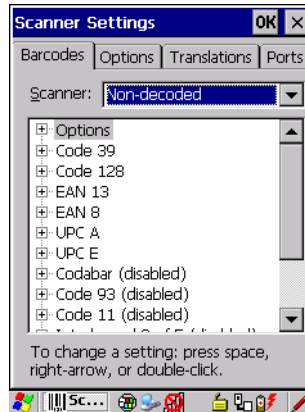 Scanner Settings OK
Barcodes Options Translations Ports
Scanner: Non-decoded
Options
Code 39
Code 128
EAN 13
EAN 8
UPC A
UPC E
Codabar (disabled)
Code 93 (disabled)
Code 11 (disabled)
To change a setting: press space,
right-arrow, or double-click.
Sc...